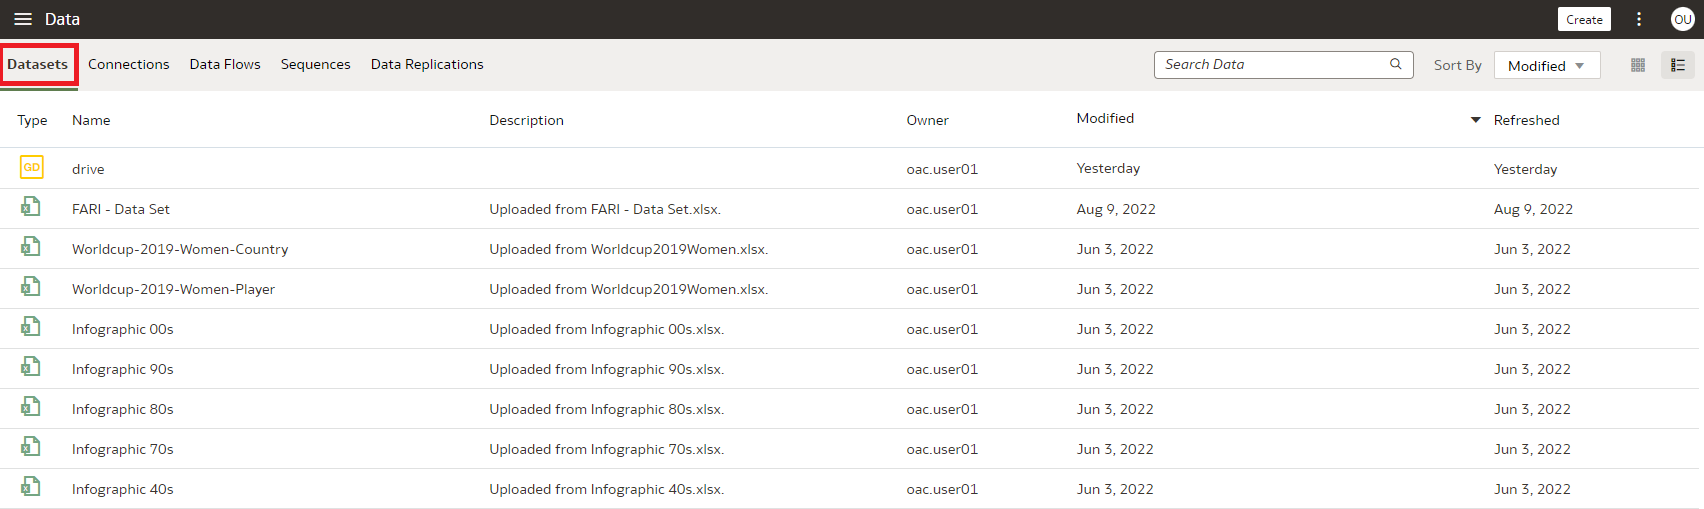 Data Create OU
Datasets Connections Data Flows Sequences Data Replications Search Data Sort By Modified
Type Name Description Owner Modified Refreshed
GD drive oac.user01 Yesterday Yesterday
X FARI - Data Set Uploaded from FARI - Data Set.xlsx. oac.user01 Aug 9, 2022 Aug 9, 2022
X Worldcup-2019-Women-Country Uploaded from Worldcup2019Women.xlsx. oac.user01 Jun 3, 2022 Jun 3, 2022
X Worldcup-2019-Women-Player Uploaded from Worldcup2019Women.xlsx. oac.user01 Jun 3, 2022 Jun 3, 2022
X Infographic 00s Uploaded from Infographic 00s.xlsx. oac.user01 Jun 3, 2022 Jun 3, 2022
X Infographic 90s Uploaded from Infographic 90s.xlsx. oac.user01 Jun 3, 2022 Jun 3, 2022
X Infographic 80s Uploaded from Infographic 80s.xlsx. oac.user01 Jun 3, 2022 Jun 3, 2022
X Infographic 70s Uploaded from Infographic 70s.xlsx. oac.user01 Jun 3, 2022 Jun 3, 2022
X Infographic 40s Uploaded from Infographic 40s.xlsx. oac.user01 Jun 3, 2022 Jun 3, 2022